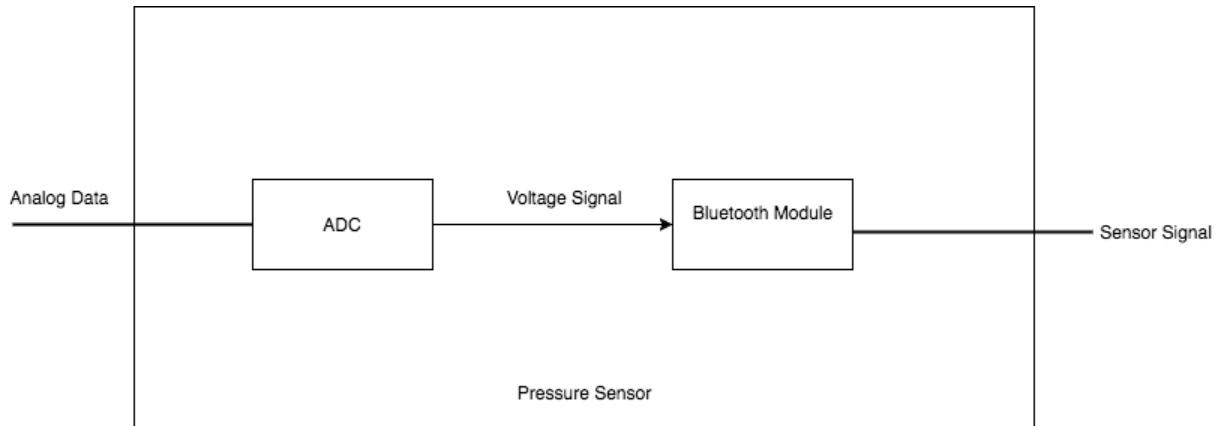 Analog Data
ADC
Voltage Signal
Bluetooth Module
Sensor Signal
Pressure Sensor